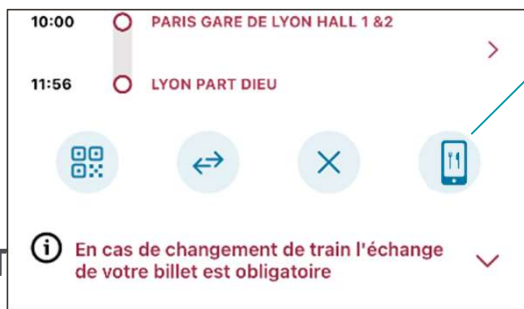 10:00 PARIS GARE DE LYON HALL 1 &2
11:56 LYON PART DIEU
En cas de changement de train l'échange
de votre billet est obligatoire